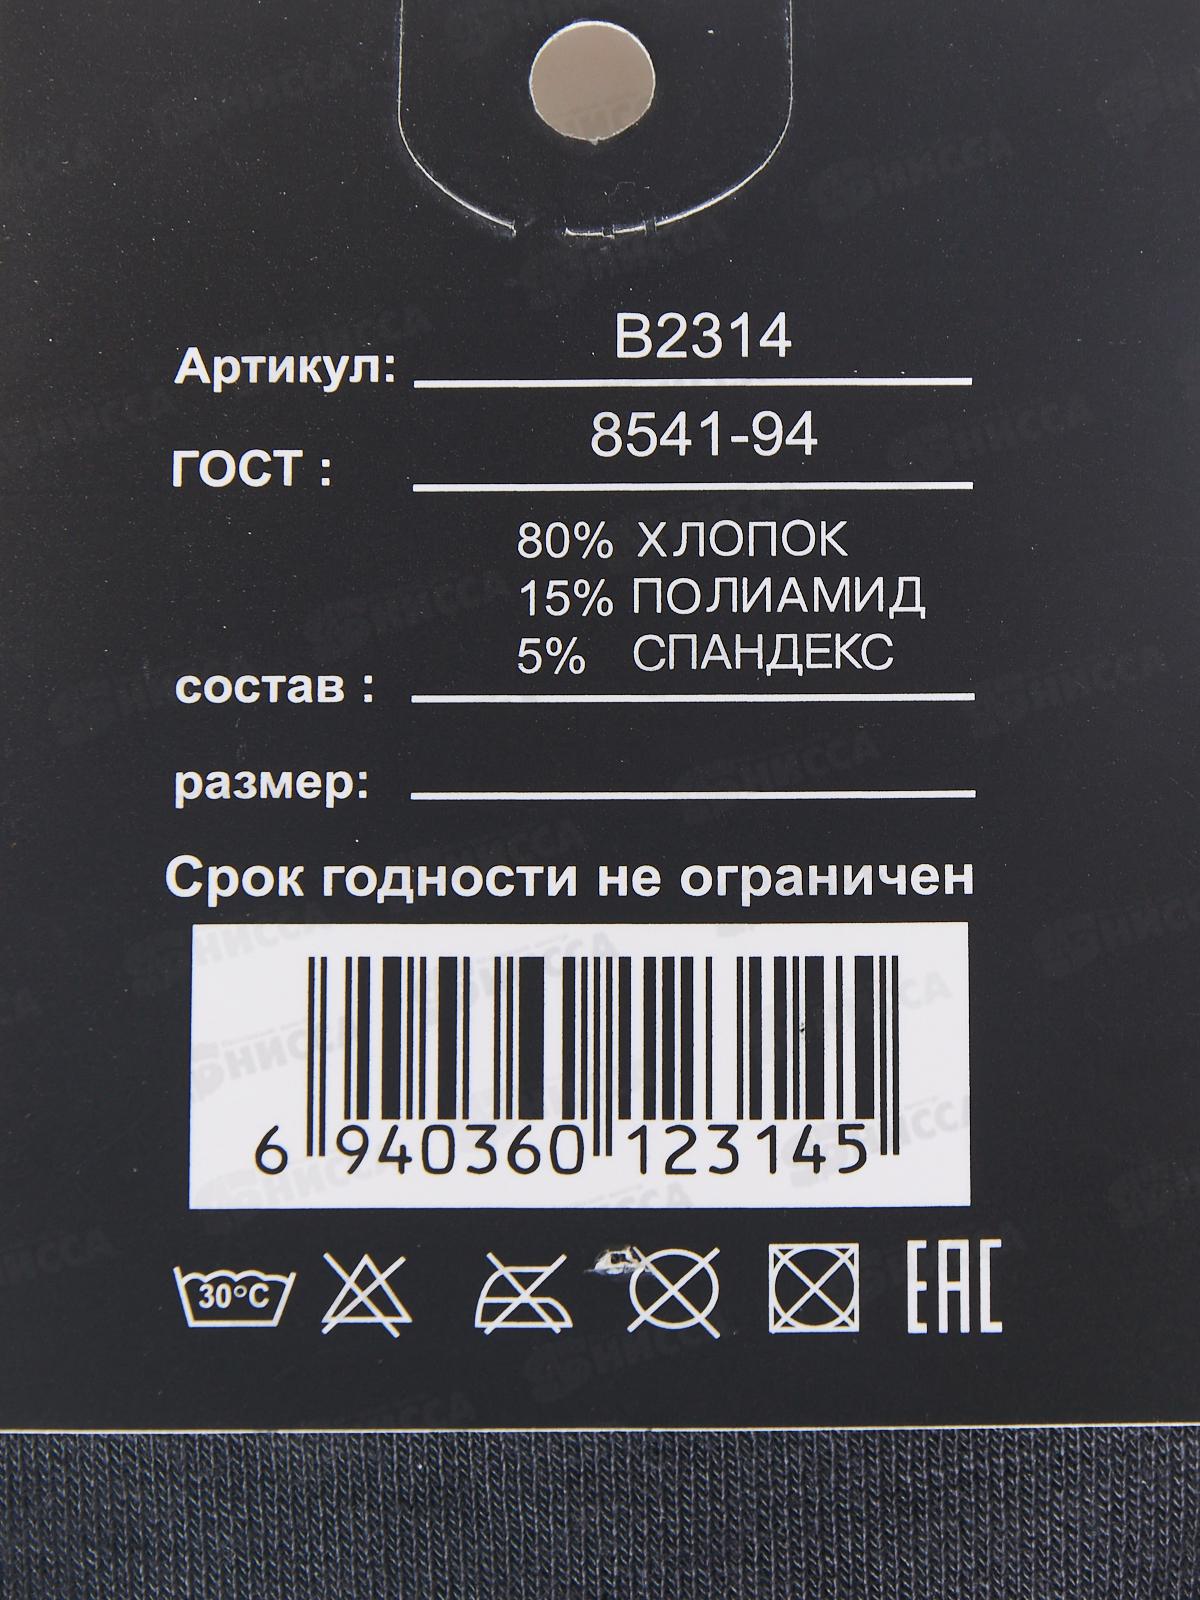 Артикул: B2314
ГОСТ : 8541-94
80% ХЛОПОК
15% ПОЛИАМИД
5% СПАНДЕКС
состав :
размер:
Срок годности не ограничен
6 940360 123145
30°C
EAC